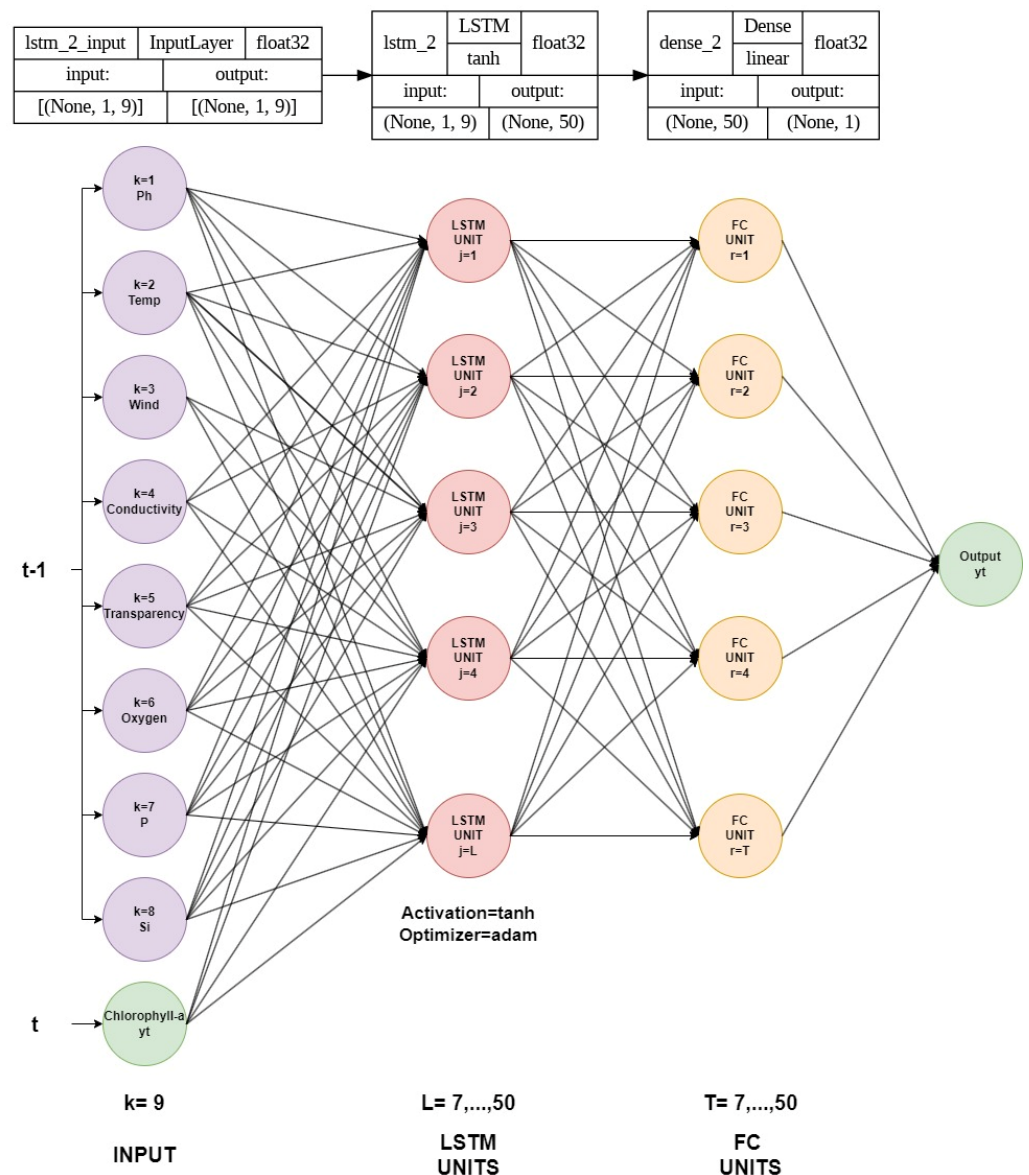 lstm_2_input InputLayer float32
input: output:
[(None, 1, 9)] [(None, 1, 9)]
lstm_2 LSTM float32
tanh
input: output:
(None, 1, 9) (None, 50)
dense_2 Dense float32
linear
input: output:
(None, 50) (None, 1)
k=1
Ph
k=2
Temp
k=3
Wind
k=4
Conductivity
k=5
Transparency
k=6
Oxygen
k=7
P
k=8
Si
Chlorophyll-a
yt
t-1
t
LSTM
UNIT
j=1
LSTM
UNIT
j=2
LSTM
UNIT
j=3
LSTM
UNIT
j=4
LSTM
UNIT
j=L
Activation=tanh
Optimizer=adam
FC
UNIT
r=1
FC
UNIT
r=2
FC
UNIT
r=3
FC
UNIT
r=4
FC
UNIT
r=T
Output
yt
k= 9
L= 7,...,50
T= 7,...,50
INPUT
LSTM
UNITS
FC
UNITS